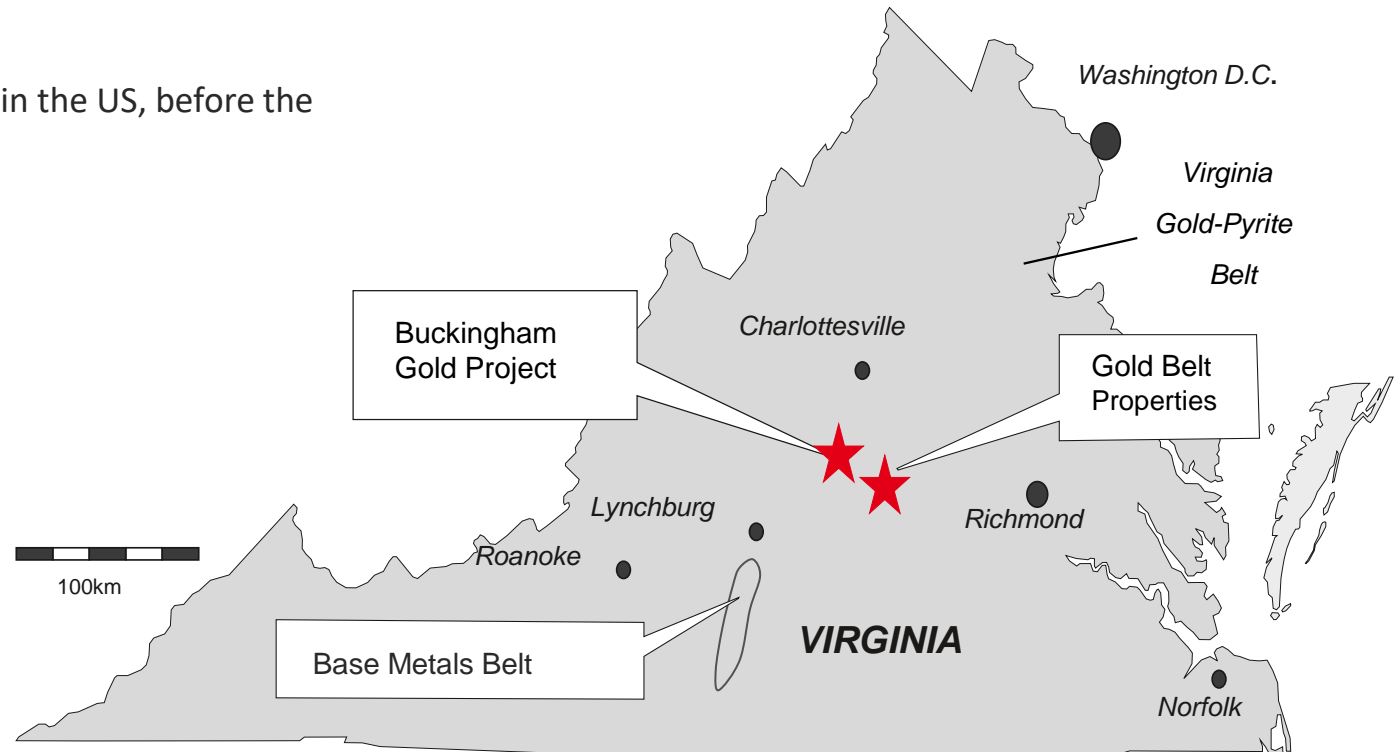 in the US, before the
Washington D.C.
Virginia
Gold-Pyrite
Belt
Buckingham
Gold Project
Charlottesville
Gold Belt
Properties
Lynchburg
Richmond
Roanoke
100km
VIRGINIA
Base Metals Belt
Norfolk